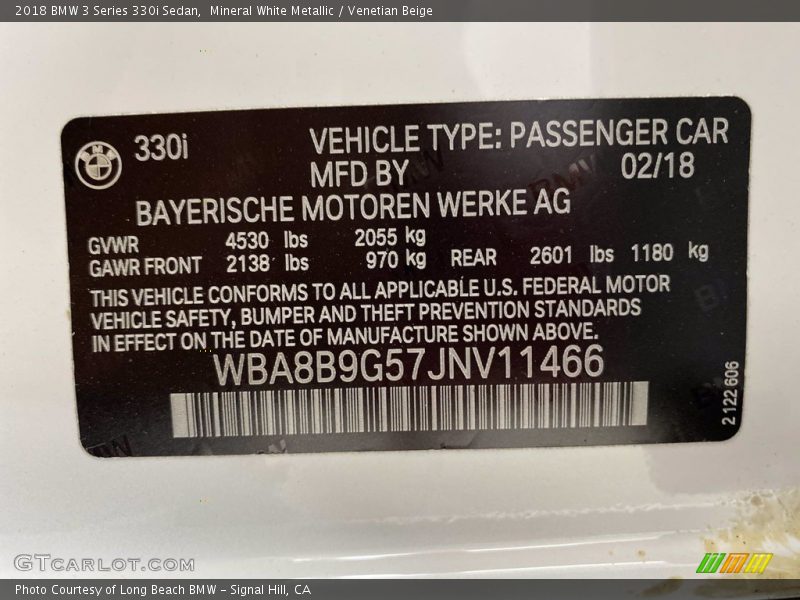 2018 BMW 3 Series 330i Sedan, Mineral White Metallic / Venetian Beige
BMW 330i VEHICLE TYPE: PASSENGER CAR
MFD BY 02/18
BAYERISCHE MOTOREN WERKE AG
GVWR 4530 lbs 2055 kg
GAWR FRONT 2138 lbs 970 kg REAR 2601 lbs 1180 kg
THIS VEHICLE CONFORMS TO ALL APPLICABLE U.S. FEDERAL MOTOR
VEHICLE SAFETY, BUMPER AND THEFT PREVENTION STANDARDS
IN EFFECT ON THE DATE OF MANUFACTURE SHOWN ABOVE.
WBA8B9G57JNV11466
2 122 606
GTCARLOT.COM
Photo Courtesy of Long Beach BMW - Signal Hill, CA